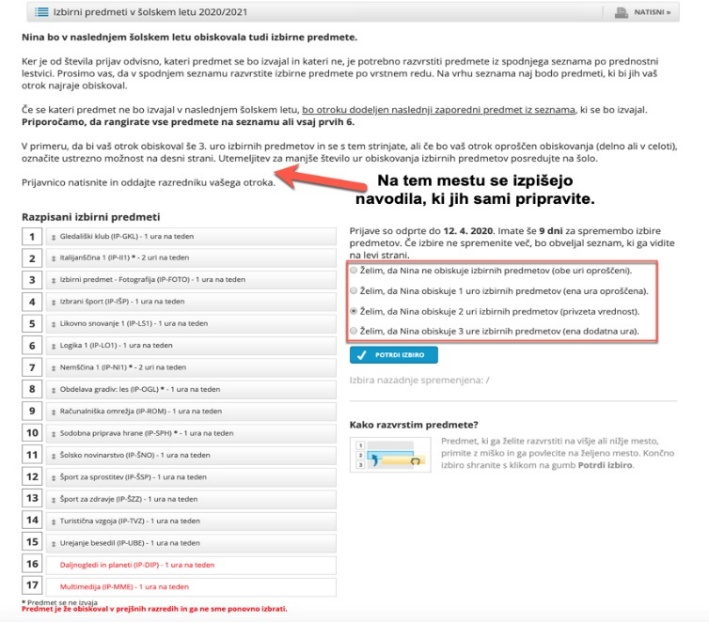 Izbirni predmeti v šolskem letu 2020/2021
NATISNI »
Nina bo v naslednjem šolskem letu obiskovala tudi izbirne predmete.
Ker je od števila prijav odvisno, kateri predmet se bo izvajal in kateri ne, je potrebno razvrstiti predmete iz spodnjega seznama po prednostni
lestvici. Prosimo vas, da v spodnjem seznamu razvrstite izbirne predmete po vrstnem redu. Na vrhu seznama naj bodo predmeti, ki bi jih vaš
otrok najraje obiskoval.
Če se kateri predmet ne bo izvajal v naslednjem šolskem letu, bo otroku dodeljen naslednji zaporedni predmet iz seznama, ki se bo izvajal.
Priporočamo, da rangirate vse predmete na seznamu ali vsaj prvih 6.
V primeru, da bi vaš otrok obiskoval še 3. uro izbirnih predmetov in se s tem strinjate, ali če bo vaš otrok oproščen obiskovanja (delno ali v celoti),
označite ustrezno možnost na desni strani. Utemeljitev za manjše število ur obiskovanja izbirnih predmetov posredujte na šolo.
Prijavnico natisnite in oddajte razredniku vašega otroka.
Na tem mestu se izpišejo
navodila, ki jih sami pripravite.
Razpisani izbirni predmeti
1 Gledališki klub (IP-GKL) - 1 ura na teden
2 Italijanščina 1 (IP-II1) * - 2 uri na teden
3 Izbirni predmet - Fotografija (IP-FOTO) - 1 ura na teden
4 Izbrani šport (IP-IŠP) - 1 ura na teden
5 Likovno snovanje 1 (IP-LS1) - 1 ura na teden
6 Logika 1 (IP-LO1) - 1 ura na teden
7 Nemščina 1 (IP-NI1) * - 2 uri na teden
8 Obdelava gradiv: les (IP-OGL) * - 1 ura na teden
9 Računalniška omrežja (IP-ROM) - 1 ura na teden
10 Sodobna priprava hrane (IP-SPH) * - 1 ura na teden
11 Šolsko novinarstvo (IP-ŠNO) - 1 ura na teden
12 Šport za sprostitev (IP-ŠSP) - 1 ura na teden
13 Šport za zdravje (IP-ŠZZ) - 1 ura na teden
14 Turistična vzgoja (IP-TVZ) - 1 ura na teden
15 Urejanje besedil (IP-UBE) - 1 ura na teden
16 Daljnogledi in planeti (IP-DIP) - 1 ura na teden
17 Multimedija (IP-MME) - 1 ura na teden
* Predmet se ne izvaja
Predmet je že obiskoval v prejšnih razredih in ga ne sme ponovno izbrati.
Prijave so odprte do 12. 4. 2020. Imate še 9 dni za spremembo izbire
predmetov. Če izbire ne spremenite več, bo obveljal seznam, ki ga vidite
na levi strani.
Želim, da Nina ne obiskuje izbirnih predmetov (obe uri oproščeni).
Želim, da Nina obiskuje 1 uro izbirnih predmetov (ena ura oproščena).
Želim, da Nina obiskuje 2 uri izbirnih predmetov (privzeta vrednost).
Želim, da Nina obiskuje 3 ure izbirnih predmetov (ena dodatna ura).
POTRDI IZBIRO
Izbira nazadnje spremenjena: /
Kako razvrstim predmete?
1
2
3
Predmet, ki ga želite razvrstiti na višje ali nižje mesto,
primite z miško in ga povlecite na željeno mesto. Končno
izbiro shranite s klikom na gumb Potrdi izbiro.